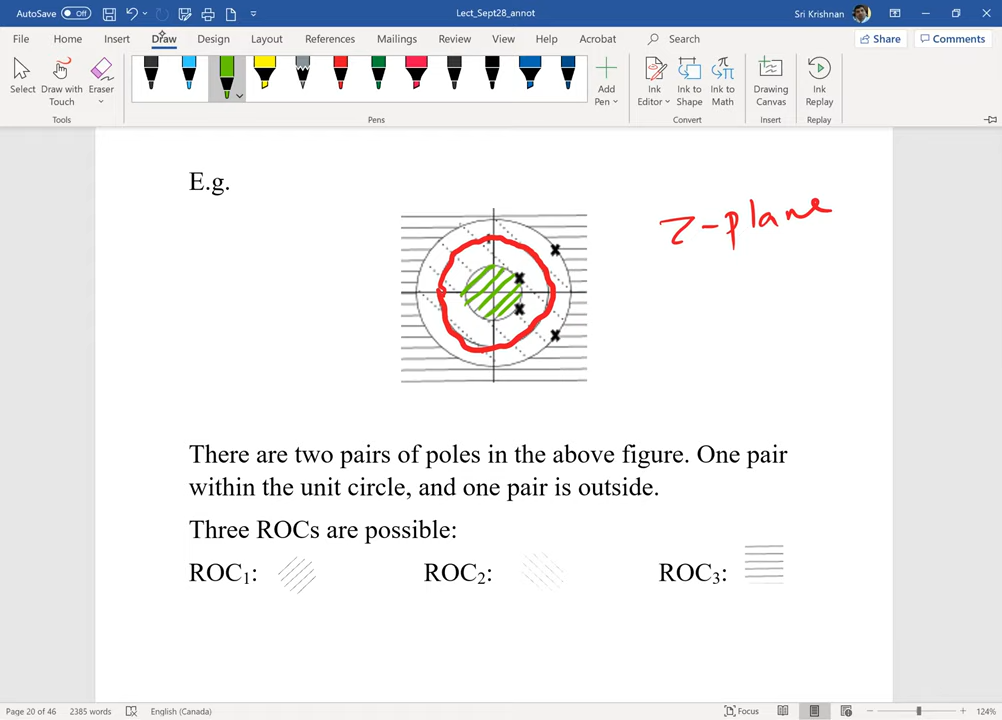 AutoSave Off Lect_Sept28_annot Sri Krishnan
File Home Insert Draw Design Layout References Mailings Review View Help Acrobat Search Share Comments
Select Draw with Touch Eraser Add Pen Ink Editor Ink to Shape Ink to Math Drawing Canvas Ink Replay
Tools Pens Convert Insert Replay
E.g.
z-plane
There are two pairs of poles in the above figure. One pair
within the unit circle, and one pair is outside.
Three ROCs are possible:
ROC₁: ROC₂: ROC₃:
Page 20 of 46 2385 words English (Canada) Focus 124%